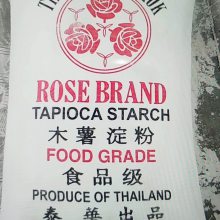 ROSE BRAND
TAPIOCA STARCH
木薯淀粉
FOOD GRADE
食品级
PRODUCE OF THAILAND
泰善出品